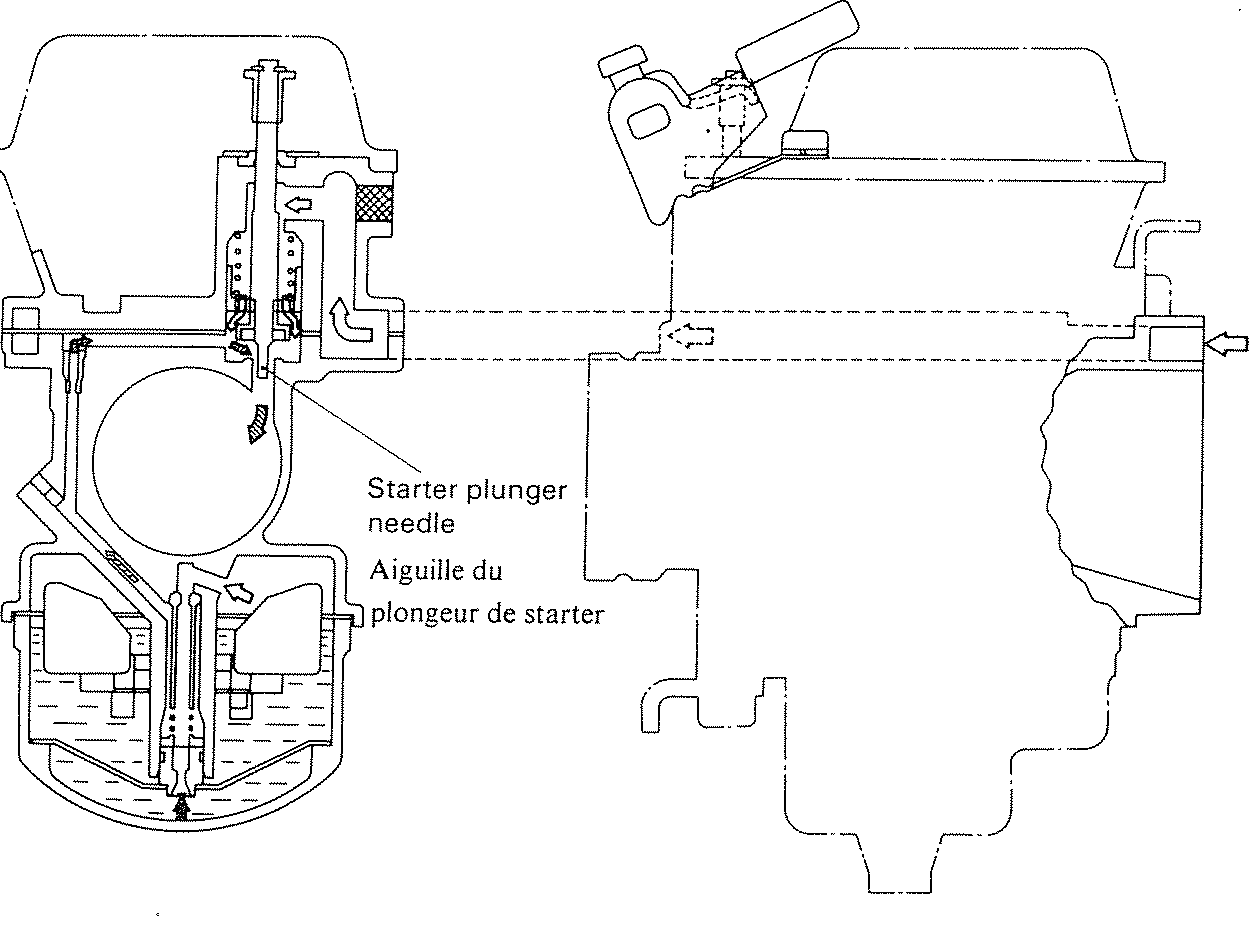 Starter plunger
needle
Aiguille du
plongeur de starter